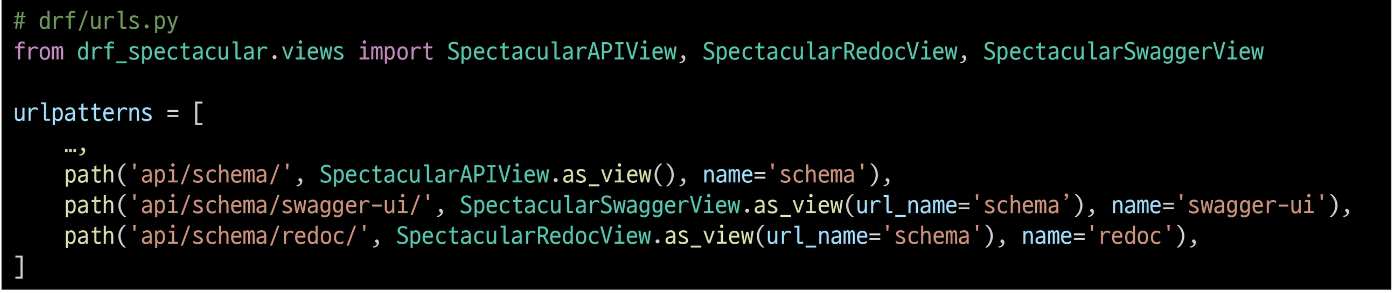 # drf/urls.py
from drf_spectacular.views import SpectacularAPIView, SpectacularRedocView, SpectacularSwaggerView
urlpatterns = [
    …,
    path('api/schema/', SpectacularAPIView.as_view(), name='schema'),
    path('api/schema/swagger-ui/', SpectacularSwaggerView.as_view(url_name='schema’), name='swagger-ui'),
    path('api/schema/redoc/', SpectacularRedocView.as_view(url_name='schema'), name='redoc'),
]